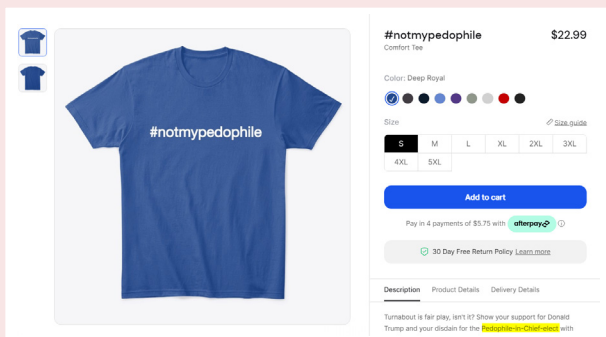 #notmypedophile
#notmypedophile $22.99
Comfort Tee
Color: Deep Royal
Size Size guide
S M L XL 2XL 3XL
4XL 5XL
Add to cart
Pay in 4 payments of $5.75 with afterpay
30 Day Free Return Policy Learn more
Description Product Details Delivery Details
Turnabout is fair play, isn't it? Show your support for Donald
Trump and your disdain for the Pedophile-in-Chief-elect with